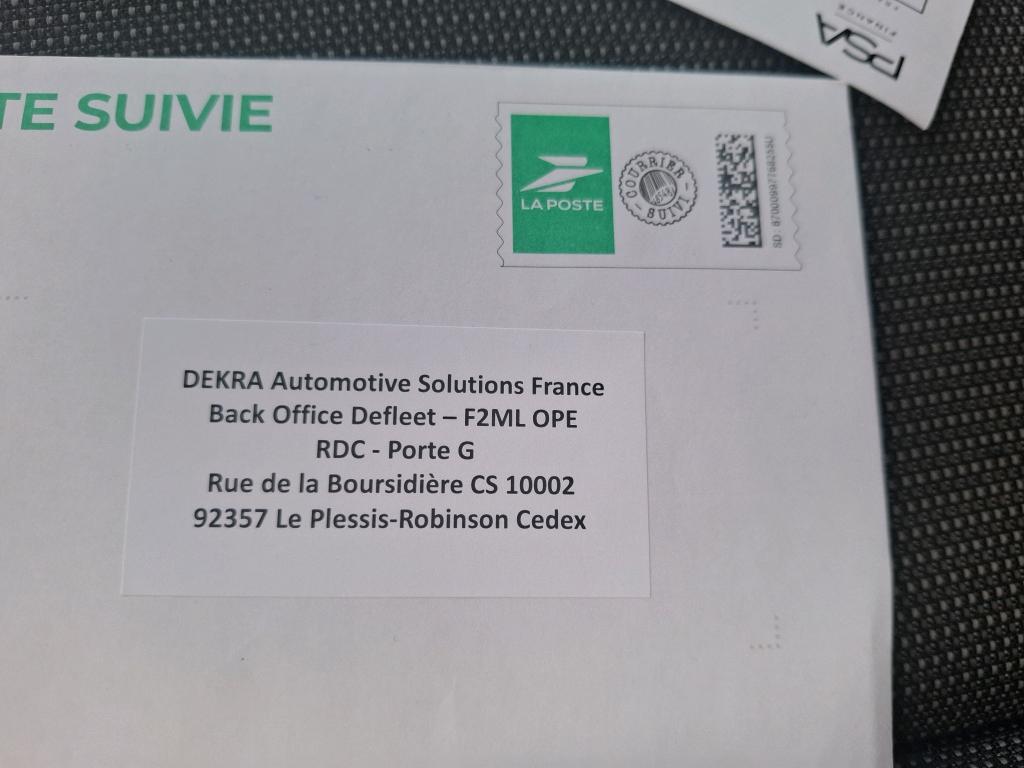 PSA
FINANCE
TE SUIVIE
LA POSTE
COURRIER
SUIVI
DEKRA Automotive Solutions France
Back Office Defleet – F2ML OPE
RDC - Porte G
Rue de la Boursidière CS 10002
92357 Le Plessis-Robinson Cedex